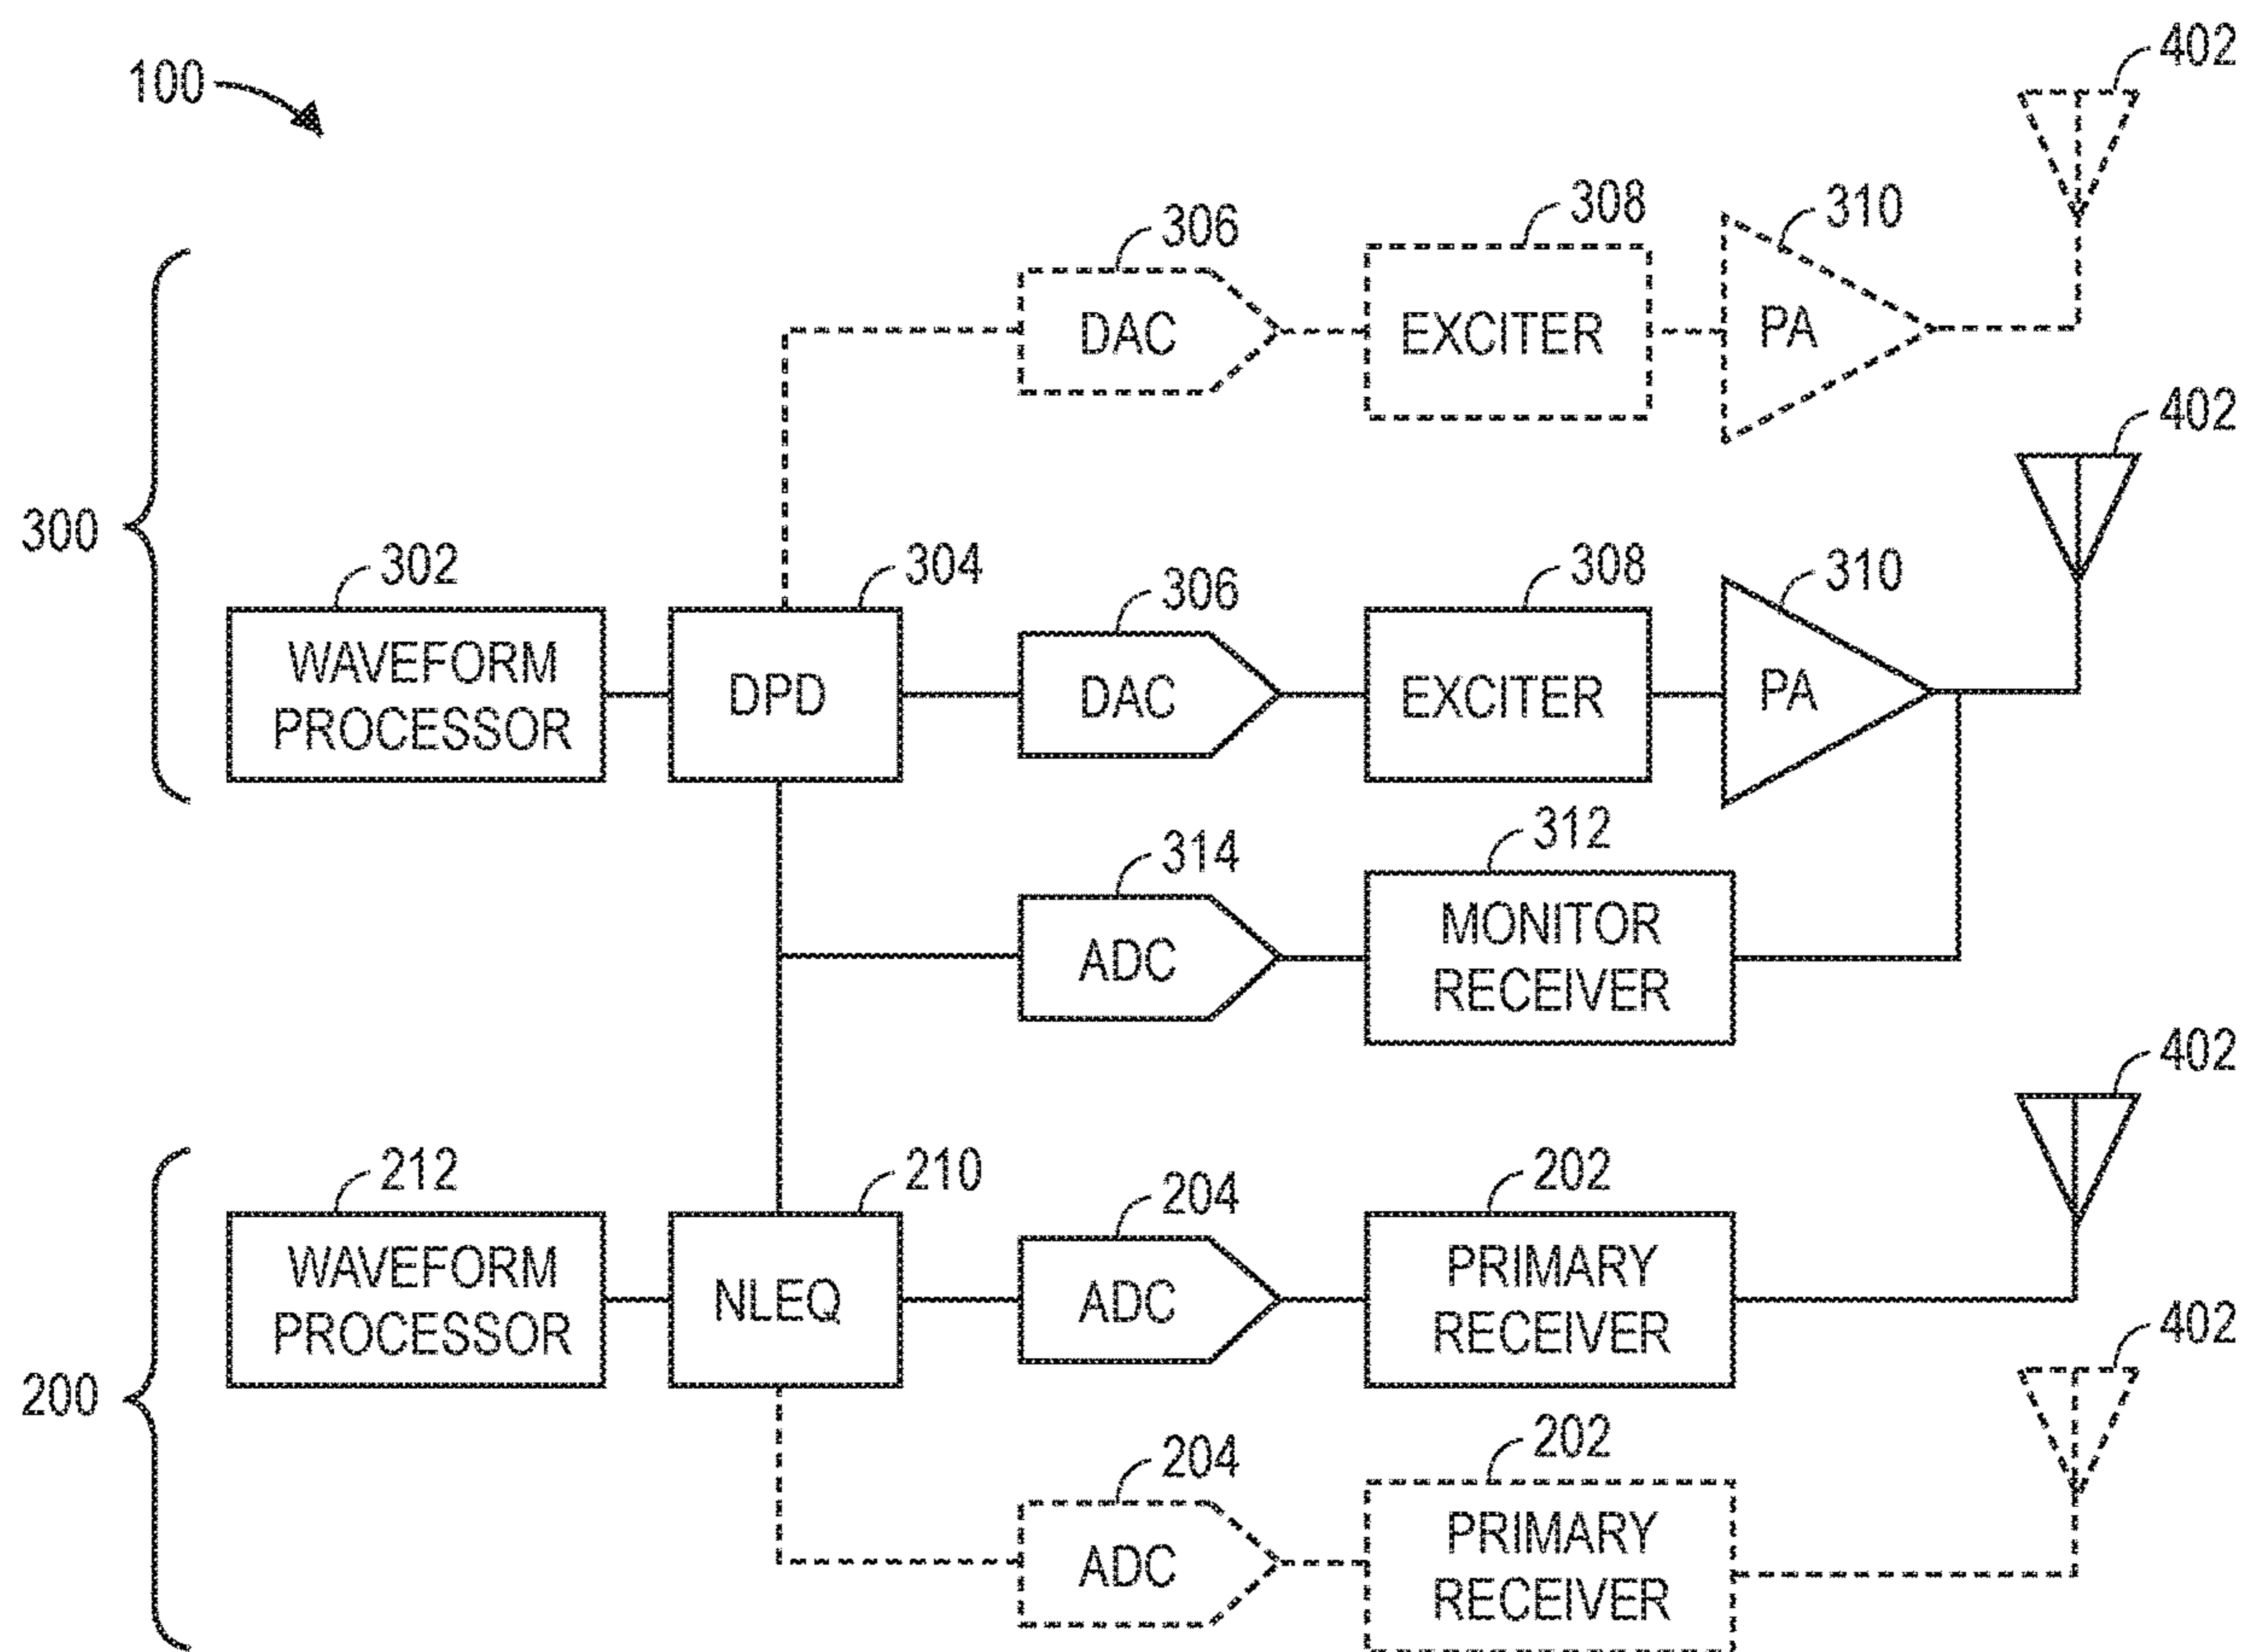 402
100
308
310
306
DAC
EXCITER
PA
402
300
302
304
306
308
310
WAVEFORM
PROCESSOR
DPD
DAC
EXCITER
PA
314
312
ADC
MONITOR
RECEIVER
402
212
210
204
202
WAVEFORM
PROCESSOR
NLEQ
ADC
PRIMARY
RECEIVER
402
200
204
202
ADC
PRIMARY
RECEIVER